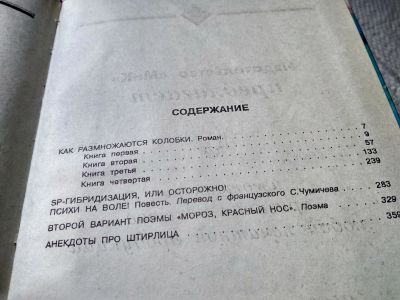 СОДЕРЖАНИЕ
КАК РАЗМНОЖАЮТСЯ КОЛОБКИ. Роман. 7
Книга первая 9
Книга вторая 57
Книга третья 133
Книга четвертая 239
SP-ГИБРИДИЗАЦИЯ, ИЛИ ОСТОРОЖНО!
ПСИХИ НА ВОЛЕ! Повесть. Перевод с французского С.Чумичева 283
ВТОРОЙ ВАРИАНТ ПОЭМЫ «МОРОЗ, КРАСНЫЙ НОС». Поэма 329
АНЕКДОТЫ ПРО ШТИРЛИЦА 359